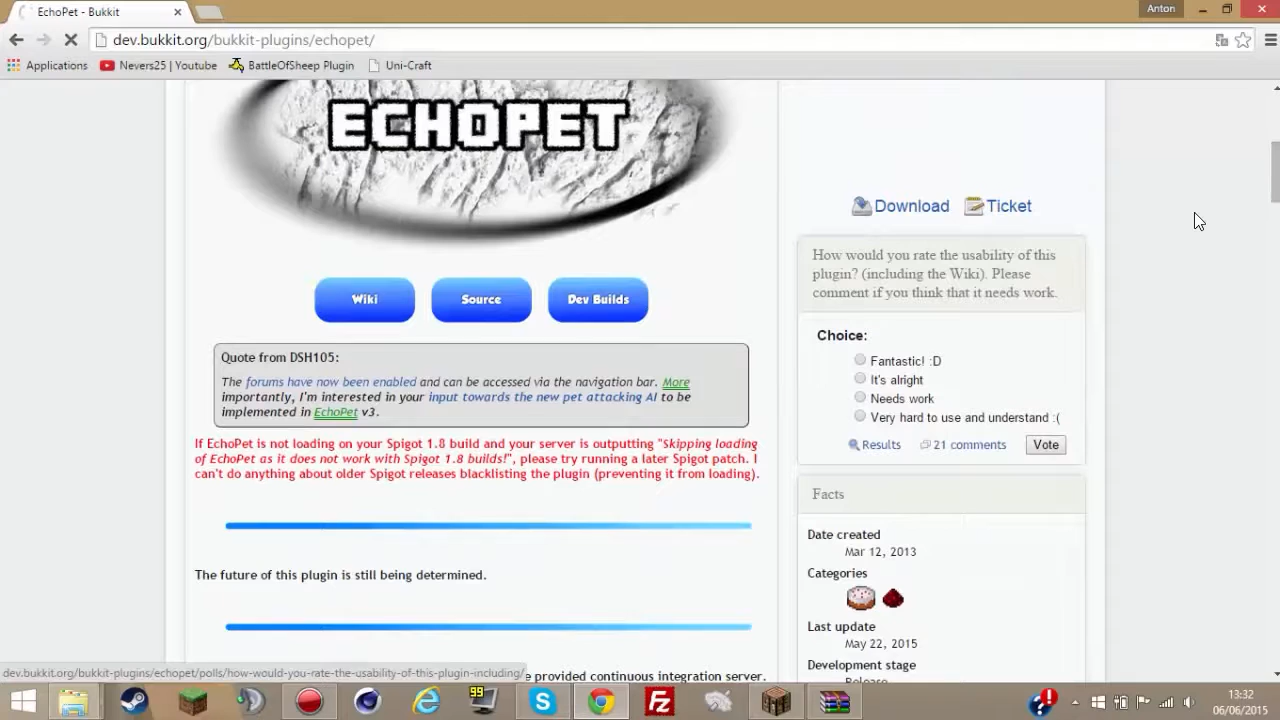 EchoPet - Bukkit
Anton
dev.bukkit.org/bukkit-plugins/echopet/
Applications
Nevers25 | Youtube
BattleOfSheep Plugin
Uni-Craft
ECHOPET
Download
Ticket
How would you rate the usability of this
plugin? (including the Wiki). Please
comment if you think that it needs work.
Wiki
Source
Dev Builds
Choice:
Fantastic! :D
It's alright
Needs work
Very hard to use and understand :(
Results
21 comments
Vote
Quote from DSH105:
The forums have now been enabled and can be accessed via the navigation bar. More
importantly, I'm interested in your input towards the new pet attacking AI to be
implemented in EchoPet v3.
If EchoPet is not loading on your Spigot 1.8 build and your server is outputting "Skipping loading
of EchoPet as it does not work with Spigot 1.8 builds!", please try running a later Spigot patch. I
can't do anything about older Spigot releases blacklisting the plugin (preventing it from loading).
Facts
Date created
Mar 12, 2013
Categories
Last update
May 22, 2015
Development stage
Release
The future of this plugin is still being determined.
e provided continuous integration server.
dev.bukkit.org/bukkit-plugins/echopet/polls/how-would-you-rate-the-usability-of-this-plugin-including/
99
13:32
06/06/2015